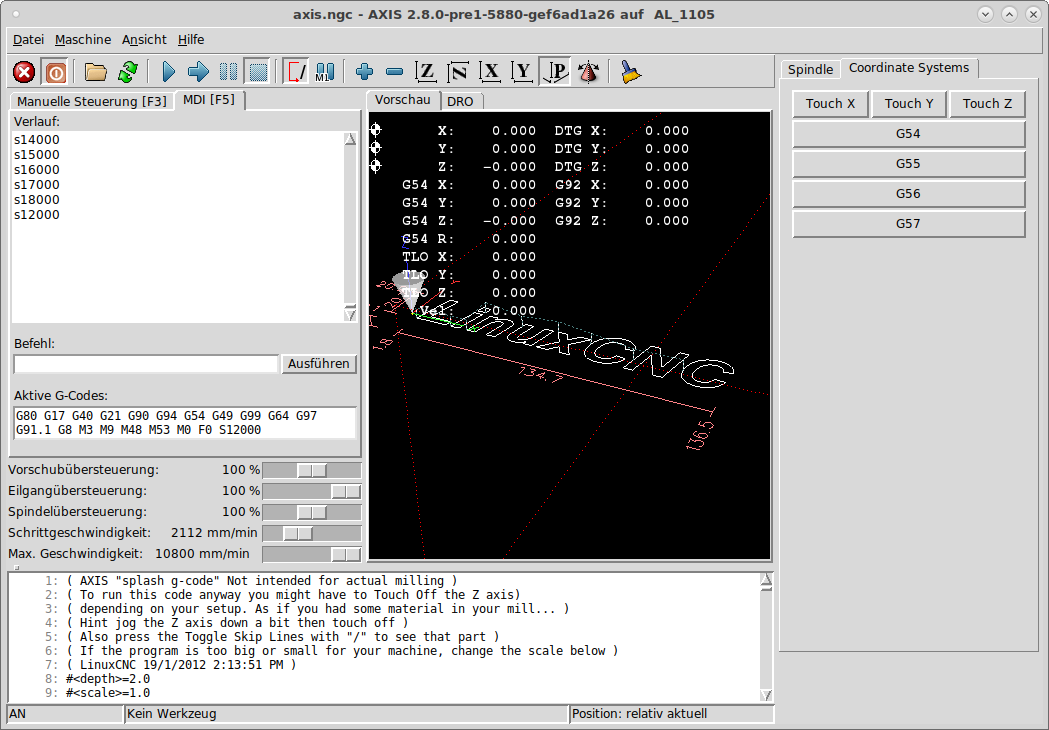 axis.ngc - AXIS 2.8.0-pre1-5880-gef6ad1a26 auf AL_1105
Datei Maschine Ansicht Hilfe
M1 Z N X Y P
Manuelle Steuerung [F3] MDI [F5]
Verlauf:
s14000
s15000
s16000
s17000
s18000
s12000
Befehl:
Ausführen
Aktive G-Codes:
G80 G17 G40 G21 G90 G94 G54 G49 G99 G64 G97
G91.1 G8 M3 M9 M48 M53 M0 F0 S12000
Vorschubübersteuerung: 100 %
Eilgangübersteuerung: 100 %
Spindelübersteuerung: 100 %
Schrittgeschwindigkeit: 2112 mm/min
Max. Geschwindigkeit: 10800 mm/min
Vorschau DRO
X: 0.000 DTG X: 0.000
Y: 0.000 DTG Y: 0.000
Z: -0.000 DTG Z: 0.000
G54 X: 0.000 G92 X: 0.000
G54 Y: 0.000 G92 Y: 0.000
G54 Z: -0.000 G92 Z: 0.000
G54 R: 0.000
TLO X: 0.000
TLO Y: 0.000
TLO Z: 0.000
Vel: 0.000
LinuxCNC
134.7
136.5
Spindle Coordinate Systems
Touch X Touch Y Touch Z
G54
G55
G56
G57
1: ( AXIS "splash g-code" Not intended for actual milling )
2: ( To run this code anyway you might have to Touch Off the Z axis)
3: ( depending on your setup. As if you had some material in your mill... )
4: ( Hint jog the Z axis down a bit then touch off )
5: ( Also press the Toggle Skip Lines with "/" to see that part )
6: ( If the program is too big or small for your machine, change the scale below )
7: ( LinuxCNC 19/1/2012 2:13:51 PM )
8: #<depth>=2.0
9: #<scale>=1.0
AN Kein Werkzeug Position: relativ aktuell